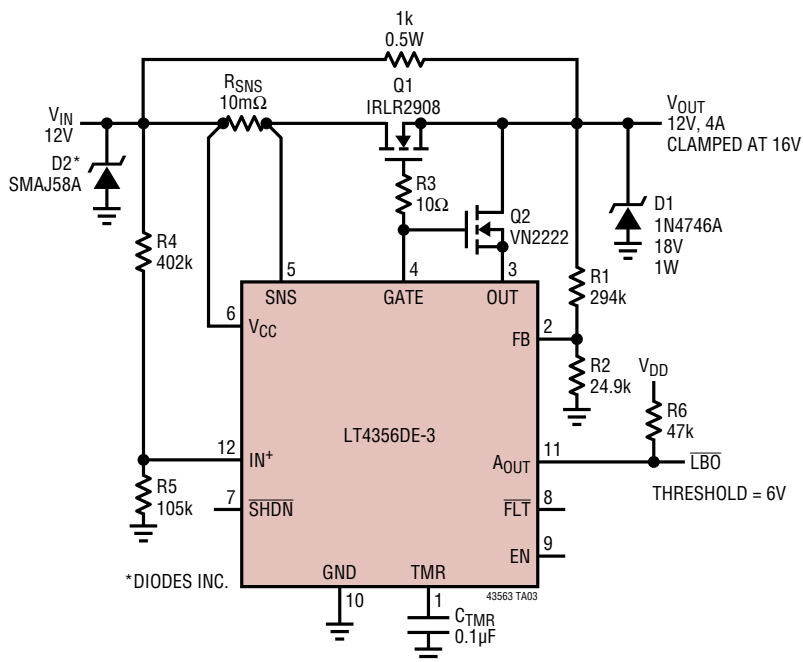 1k
0.5W
RSNS
10mΩ
Q1
IRLR2908
VIN
12V
VOUT
12V, 4A
CLAMPED AT 16V
D2*
SMAJ58A
R3
10Ω
Q2
VN2222
D1
1N4746A
18V
1W
R4
402k
5
4
3
R1
294k
SNS
GATE
OUT
6
VCC
FB
2
R2
24.9k
VDD
R6
47k
LT4356DE-3
12
IN+
AOUT
11
LBO
R5
105k
7
SHDN
FLT
8
THRESHOLD = 6V
EN
9
*DIODES INC.
GND
TMR
10
1
43563 TA03
CTMR
0.1µF